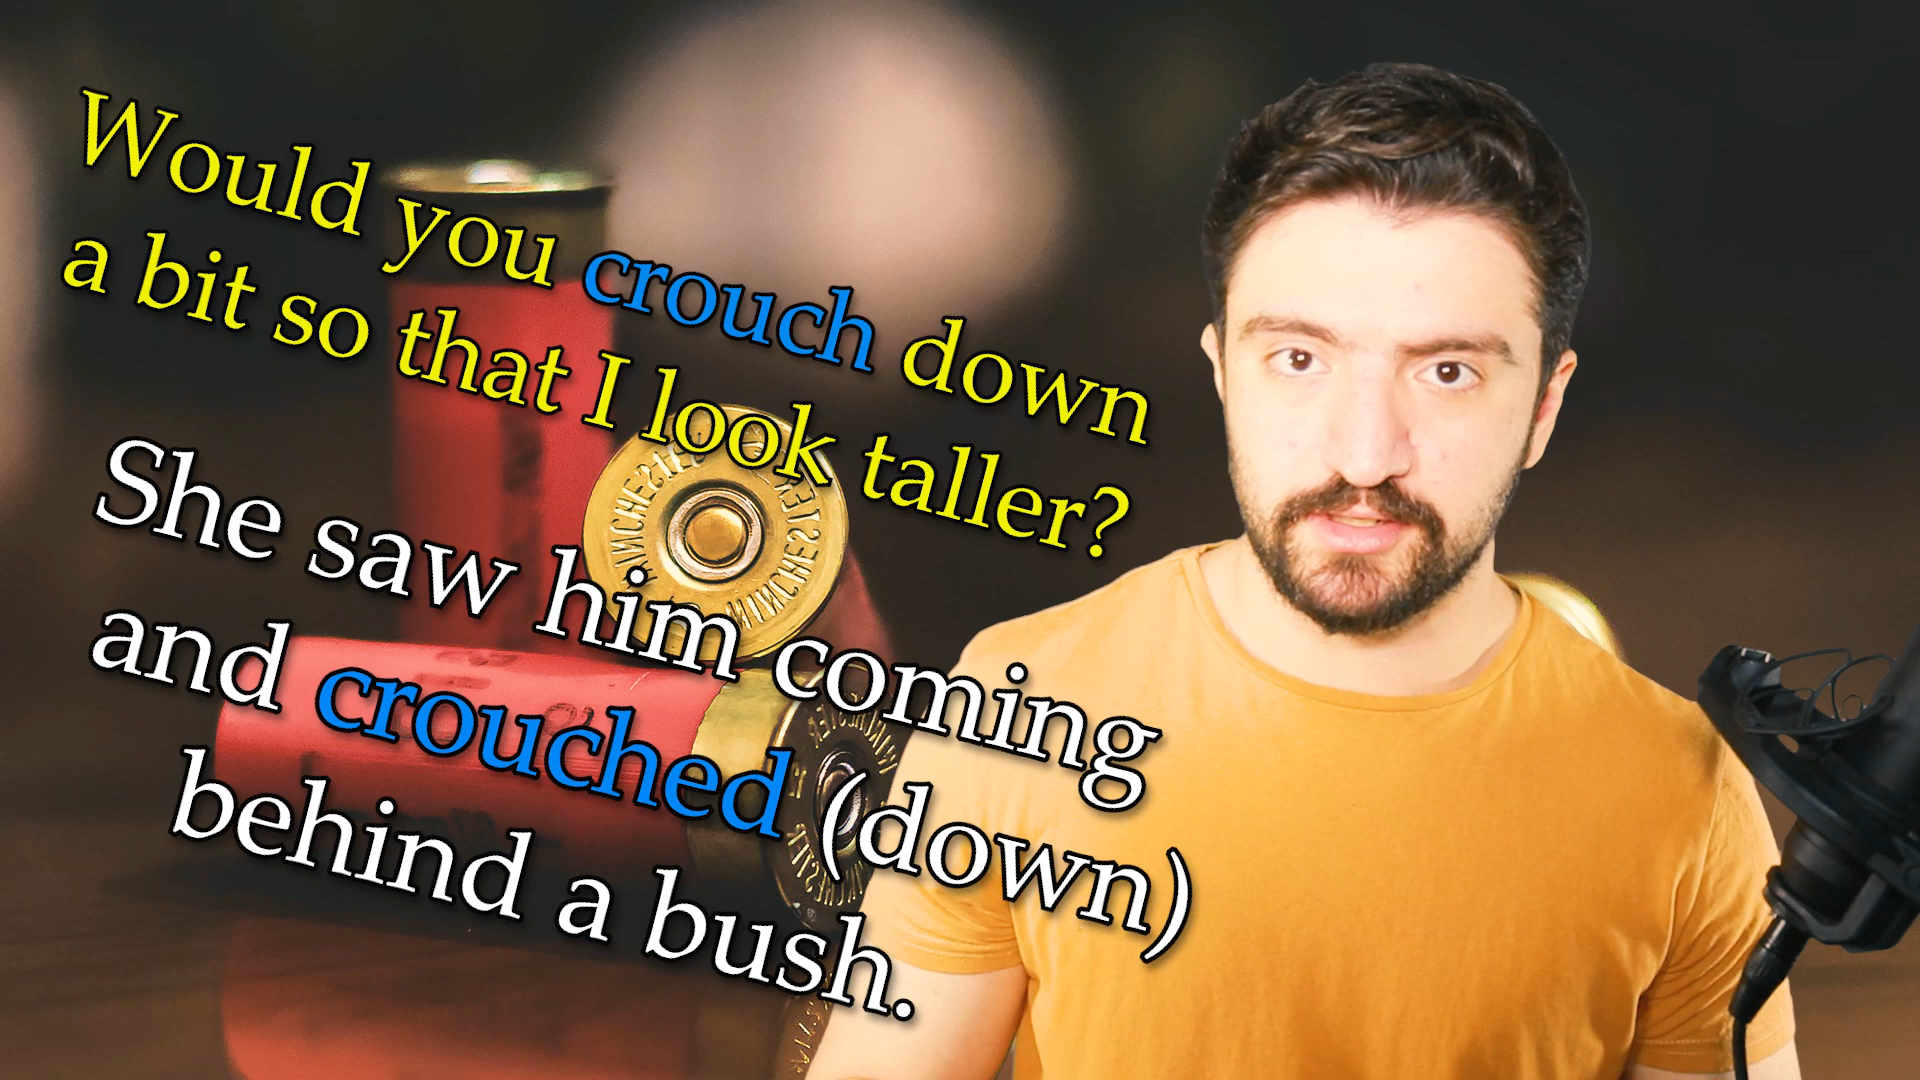 Would you crouch down
a bit so that I look taller?
She saw him coming
and crouched (down)
behind a bush.